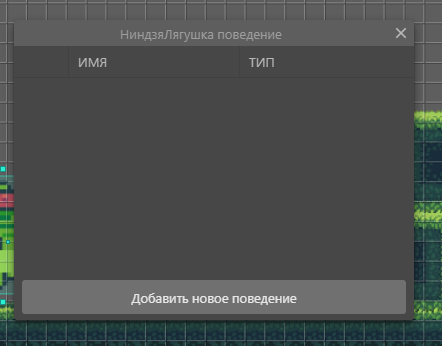 НиндзяЛягушка поведение
ИМЯ ТИП
Добавить новое поведение